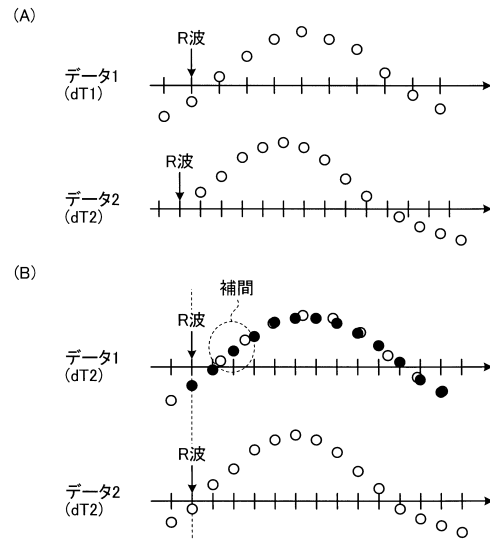 (A)
R波
データ1
(dT1)
R波
データ2
(dT2)
(B)
補間
R波
データ1
(dT2)
R波
データ2
(dT2)